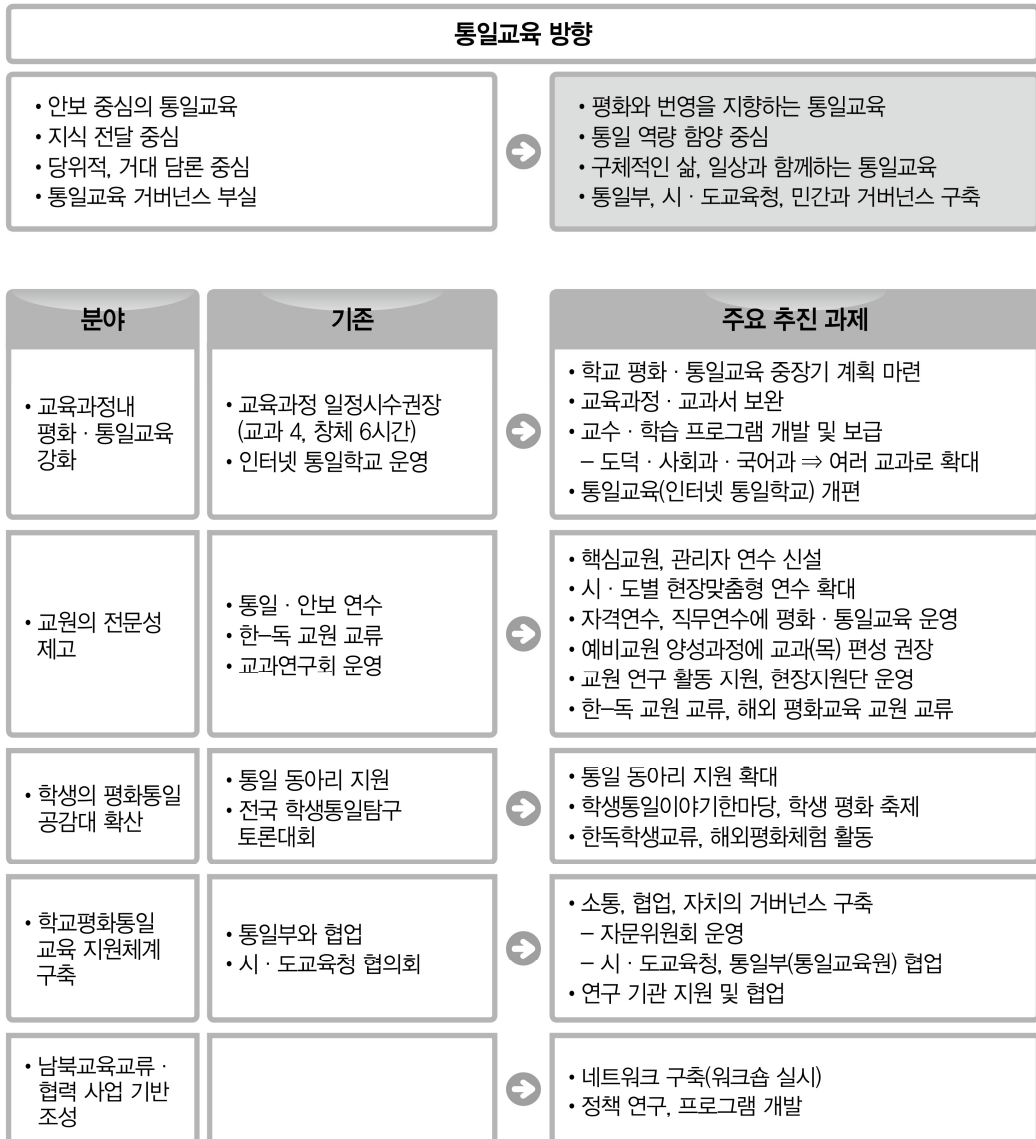 통일교육 방향
• 안보 중심의 통일교육
• 지식 전달 중심
• 당위적, 거대 담론 중심
• 통일교육 거버넌스 부실
• 평화와 번영을 지향하는 통일교육
• 통일 역량 함양 중심
• 구체적인 삶, 일상과 함께하는 통일교육
• 통일부, 시 · 도교육청, 민간과 거버넌스 구축
분야
기존
주요 추진 과제
• 교육과정내
평화 · 통일교육
강화
• 교육과정 일정시수권장
(교과 4, 창체 6시간)
• 인터넷 통일학교 운영
• 학교 평화 · 통일교육 중장기 계획 마련
• 교육과정 · 교과서 보완
• 교수 · 학습 프로그램 개발 및 보급
– 도덕 · 사회과 · 국어과 ⇒ 여러 교과로 확대
• 통일교육(인터넷 통일학교) 개편
• 교원의 전문성
제고
• 통일 · 안보 연수
• 한–독 교원 교류
• 교과연구회 운영
• 핵심교원, 관리자 연수 신설
• 시 · 도별 현장맞춤형 연수 확대
• 자격연수, 직무연수에 평화 · 통일교육 운영
• 예비교원 양성과정에 교과(목) 편성 권장
• 교원 연구 활동 지원, 현장지원단 운영
• 한–독 교원 교류, 해외 평화교육 교원 교류
• 학생의 평화통일
공감대 확산
• 통일 동아리 지원
• 전국 학생통일탐구
토론대회
• 통일 동아리 지원 확대
• 학생통일이야기한마당, 학생 평화 축제
• 한독학생교류, 해외평화체험 활동
• 학교평화통일
교육 지원체계
구축
• 통일부와 협업
• 시 · 도교육청 협의회
• 소통, 협업, 자치의 거버넌스 구축
– 자문위원회 운영
– 시 · 도교육청, 통일부(통일교육원) 협업
• 연구 기관 지원 및 협업
• 남북교육교류 ·
협력 사업 기반
조성
• 네트워크 구축(워크숍 실시)
• 정책 연구, 프로그램 개발